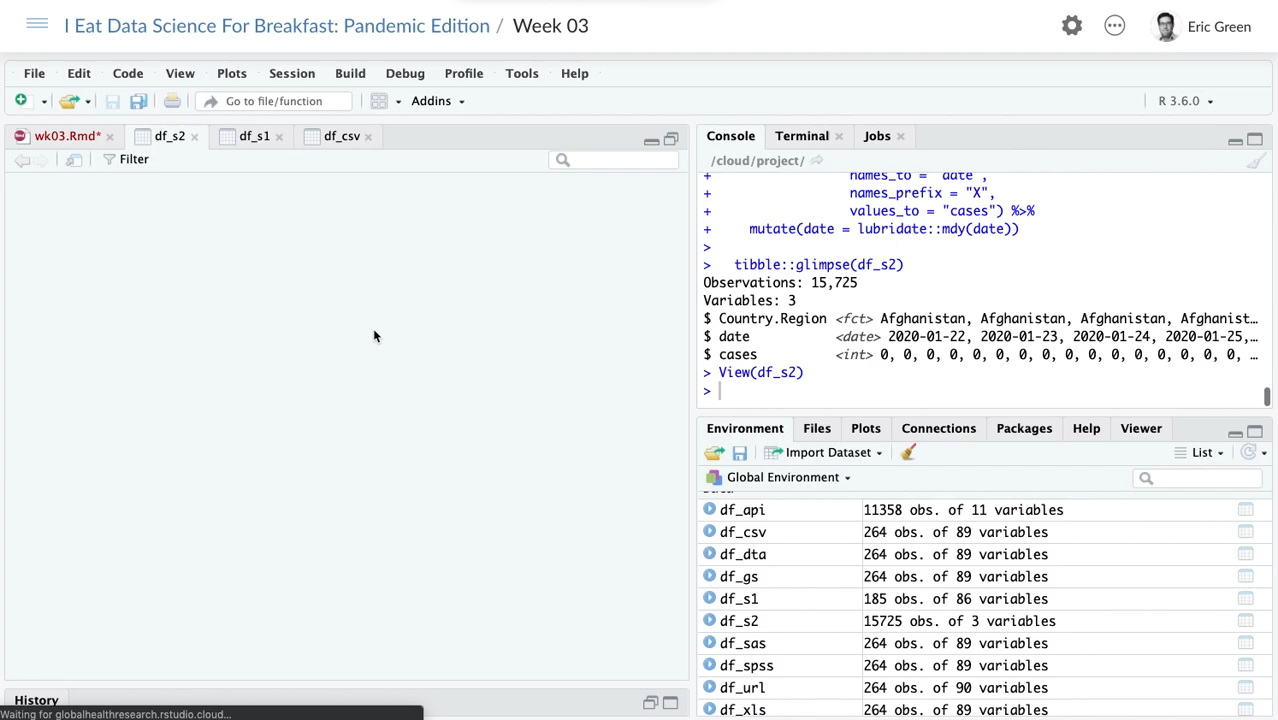 I Eat Data Science For Breakfast: Pandemic Edition / Week 03
Eric Green
File Edit Code View Plots Session Build Debug Profile Tools Help
Go to file/function Addins R 3.6.0
wk03.Rmd* df_s2 df_s1 df_csv
Filter
Console Terminal Jobs
/cloud/project/
+ names_to = "date",
+ names_prefix = "X",
+ values_to = "cases") %>%
+ mutate(date = lubridate::mdy(date))
>
> tibble::glimpse(df_s2)
Observations: 15,725
Variables: 3
$ Country.Region <fct> Afghanistan, Afghanistan, Afghanistan, Afghanist…
$ date <date> 2020-01-22, 2020-01-23, 2020-01-24, 2020-01-25,…
$ cases <int> 0, 0, 0, 0, 0, 0, 0, 0, 0, 0, 0, 0, 0, 0, 0, 0, …
> View(df_s2)
>
Environment Files Plots Connections Packages Help Viewer
Import Dataset List
Global Environment
df_api 11358 obs. of 11 variables
df_csv 264 obs. of 89 variables
df_dta 264 obs. of 89 variables
df_gs 264 obs. of 89 variables
df_s1 185 obs. of 86 variables
df_s2 15725 obs. of 3 variables
df_sas 264 obs. of 89 variables
df_spss 264 obs. of 89 variables
df_url 264 obs. of 90 variables
df_xls 264 obs. of 89 variables
History
Waiting for globalhealthresearch.rstudio.cloud...